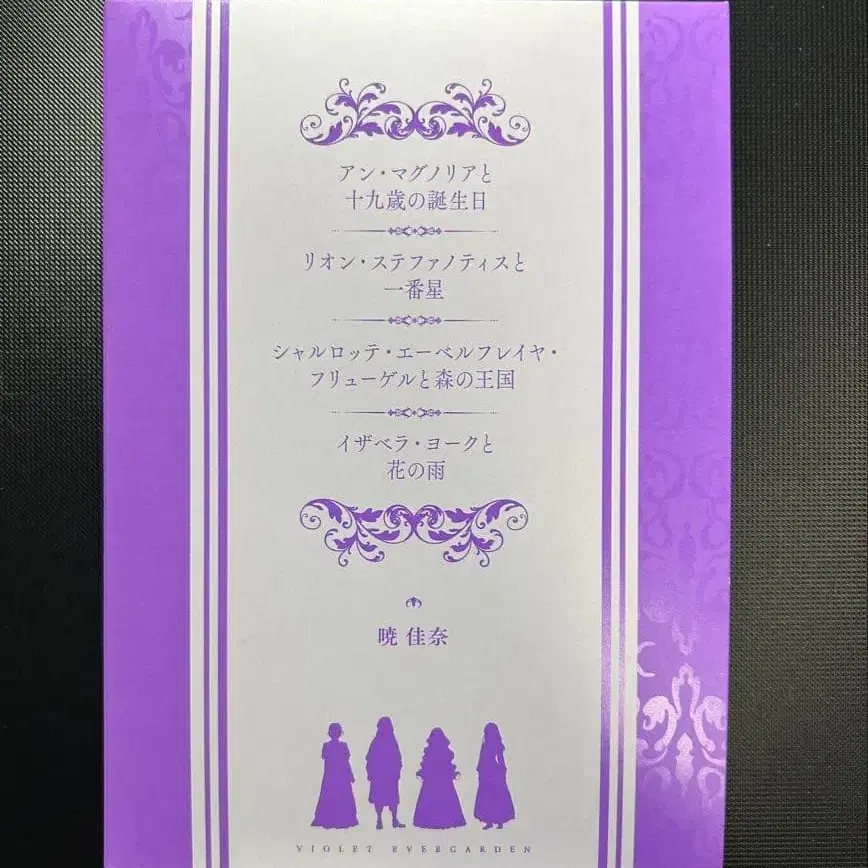 アン・マグノリアと
十九歳の誕生日
リオン・ステファノティスと
一番星
シャルロッテ・エーベルフレイヤ・
フリューゲルと森の王国
イザベラ・ヨークと
花の雨
暁 佳奈
VIOLET EVERGARDEN